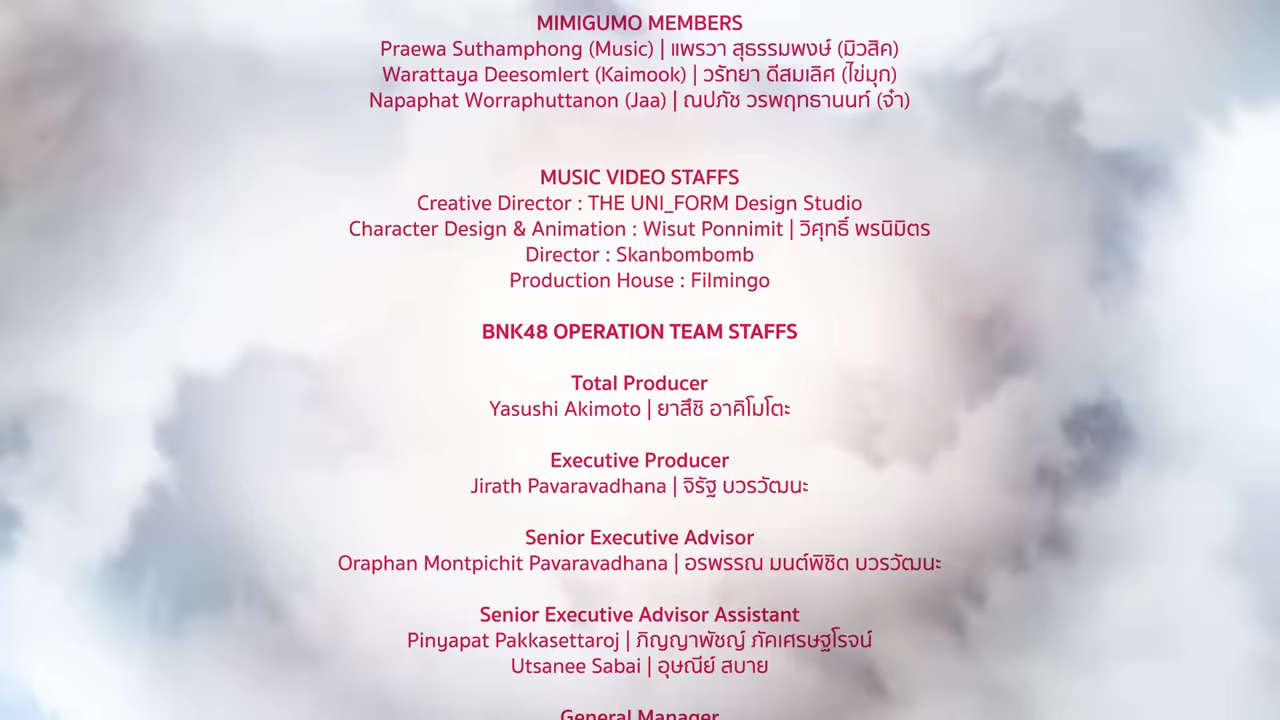 MIMIGUMO MEMBERS
Praewa Suthamphong (Music) | แพรวา สุธรรมพงษ์ (มิวสิค)
Warattaya Deesomlert (Kaimook) | วรัทยา ดีสมเลิศ (ไข่มุก)
Napaphat Worraphuttanon (Jaa) | ณปภัช วรพฤทธานนท์ (จ๋า)
MUSIC VIDEO STAFFS
Creative Director : THE UNI_FORM Design Studio
Character Design & Animation : Wisut Ponnimit | วิศุทธิ์ พรนิมิตร
Director : Skanbombomb
Production House : Filmingo
BNK48 OPERATION TEAM STAFFS
Total Producer
Yasushi Akimoto | ยาสึชิ อาคิโมโตะ
Executive Producer
Jirath Pavaravadhana | จิรัฐ บวรวัฒนะ
Senior Executive Advisor
Oraphan Montpichit Pavaravadhana | อรพรรณ มนต์พิชิต บวรวัฒนะ
Senior Executive Advisor Assistant
Pinyapat Pakkasettaroj | ภิญญาพัชญ์ ภัคเศรษฐโรจน์
Utsanee Sabai | อุษณีย์ สบาย
General Manager